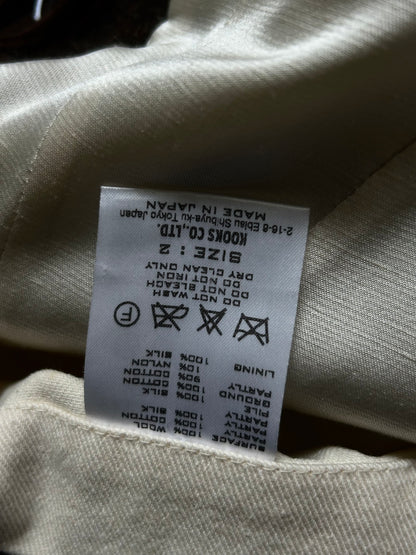 SURFACE 100% WOOL
PARTLY 100% COTTON
PARTLY 100% SILK
PILE 100% COTTON
GROUND 90% COTTON
PARTLY 10% NYLON
LINING 100% SILK
F
DO NOT WASH
DO NOT BLEACH
DO NOT IRON
DRY CLEAN ONLY
SIZE : 2
KOOKS CO.,LTD.
2-16-8 Ebisu Shibuya-ku Tokyo Japan
MADE IN JAPAN